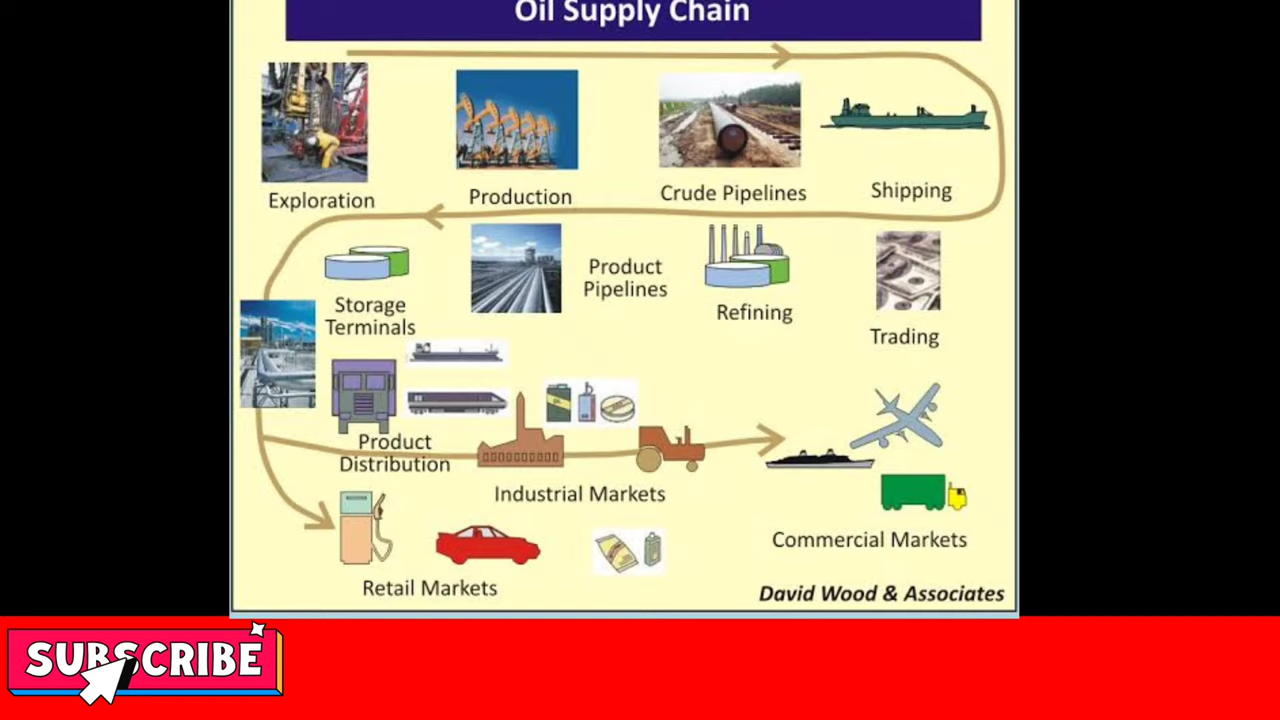 Oil Supply Chain
Exploration
Production
Crude Pipelines
Shipping
Storage
Terminals
Product
Pipelines
Refining
Trading
Product
Distribution
Industrial Markets
Commercial Markets
Retail Markets
David Wood & Associates
SUBSCRIBE